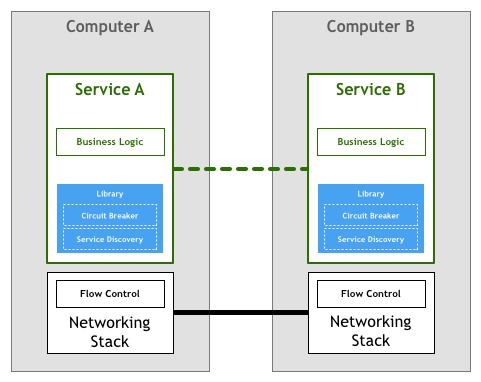 Computer A
Service A
Business Logic
Library
Circuit Breaker
Service Discovery
Flow Control
Networking
Stack
Computer B
Service B
Business Logic
Library
Circuit Breaker
Service Discovery
Flow Control
Networking
Stack